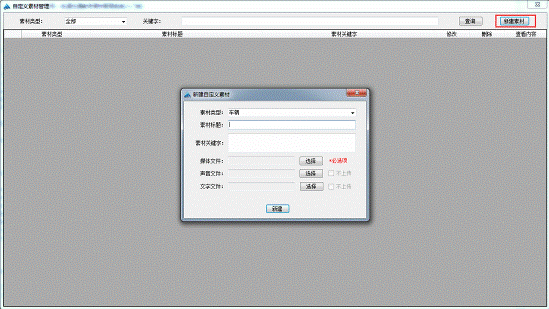 自定义素材管理
素材类型： 全部 关键字： 查询 新建素材
素材类型 素材标题 素材关键字 修改 删除 查看内容
新建自定义素材
素材类型： 车辆
素材标题：
素材关键字：
媒体文件： 选择 *必选项
声音文件： 选择 不上传
文字文件： 选择 不上传
新建